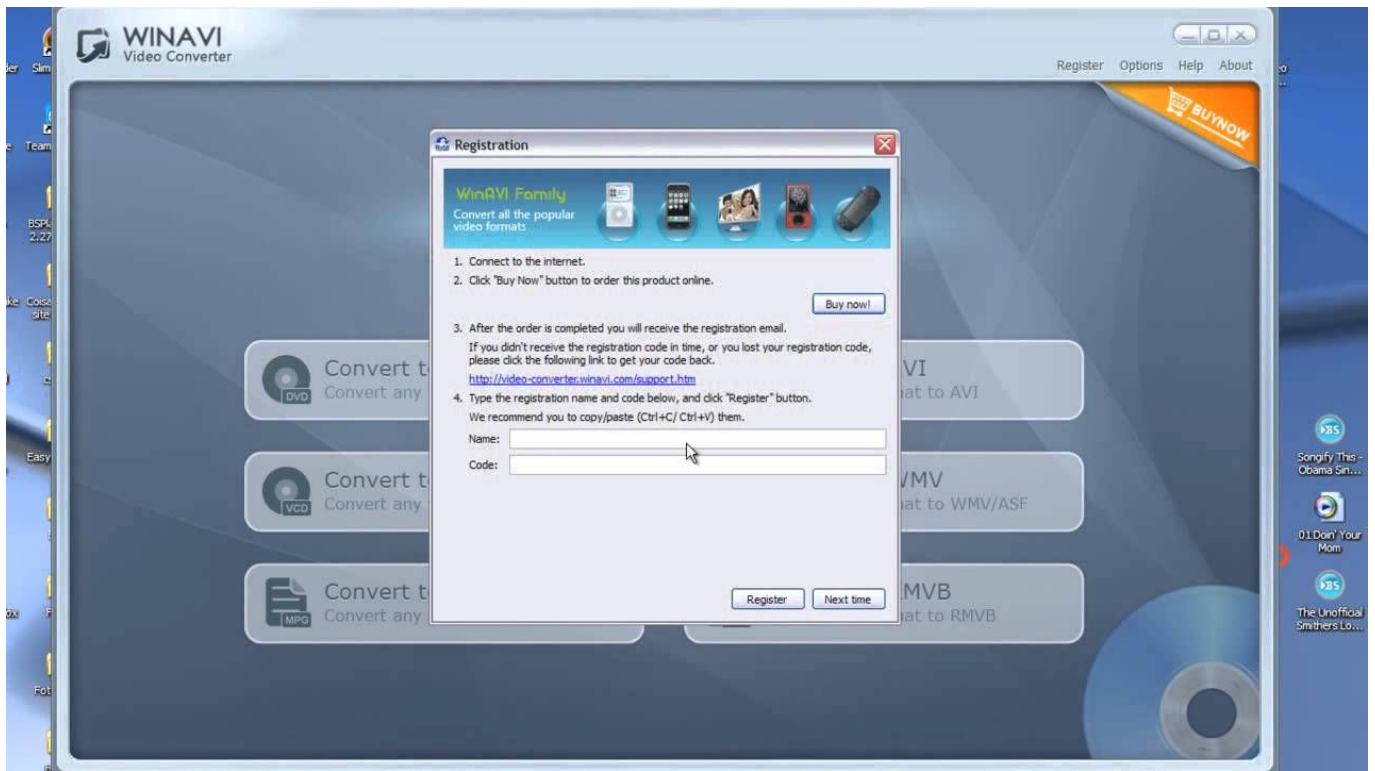 WINAVI
Video Converter
Register Options Help About
BUYNOW
Registration
WinAVI Family
Convert all the popular
video formats
1. Connect to the internet.
2. Click "Buy Now" button to order this product online.
Buy now!
3. After the order is completed you will receive the registration email.
If you didn't receive the registration code in time, or you lost your registration code,
please click the following link to get your code back.
http://video-converter.winavi.com/support.htm
4. Type the registration name and code below, and click "Register" button.
We recommend you to copy/paste (Ctrl+C/ Ctrl+V) them.
Name:
Code:
Register Next time
Convert t
Convert any
DVD
VI
at to AVI
Convert t
Convert any
VCD
at to WMV/ASF
Convert t
Convert any
MPG
MVB
at to RMVB
Slim
Team
BSPl
2.27
Coisa
site
Easy
Fot
Songify This -
Obama Sin...
01 Doin' Your
Mom
The Unofficial
Smithers Lo...